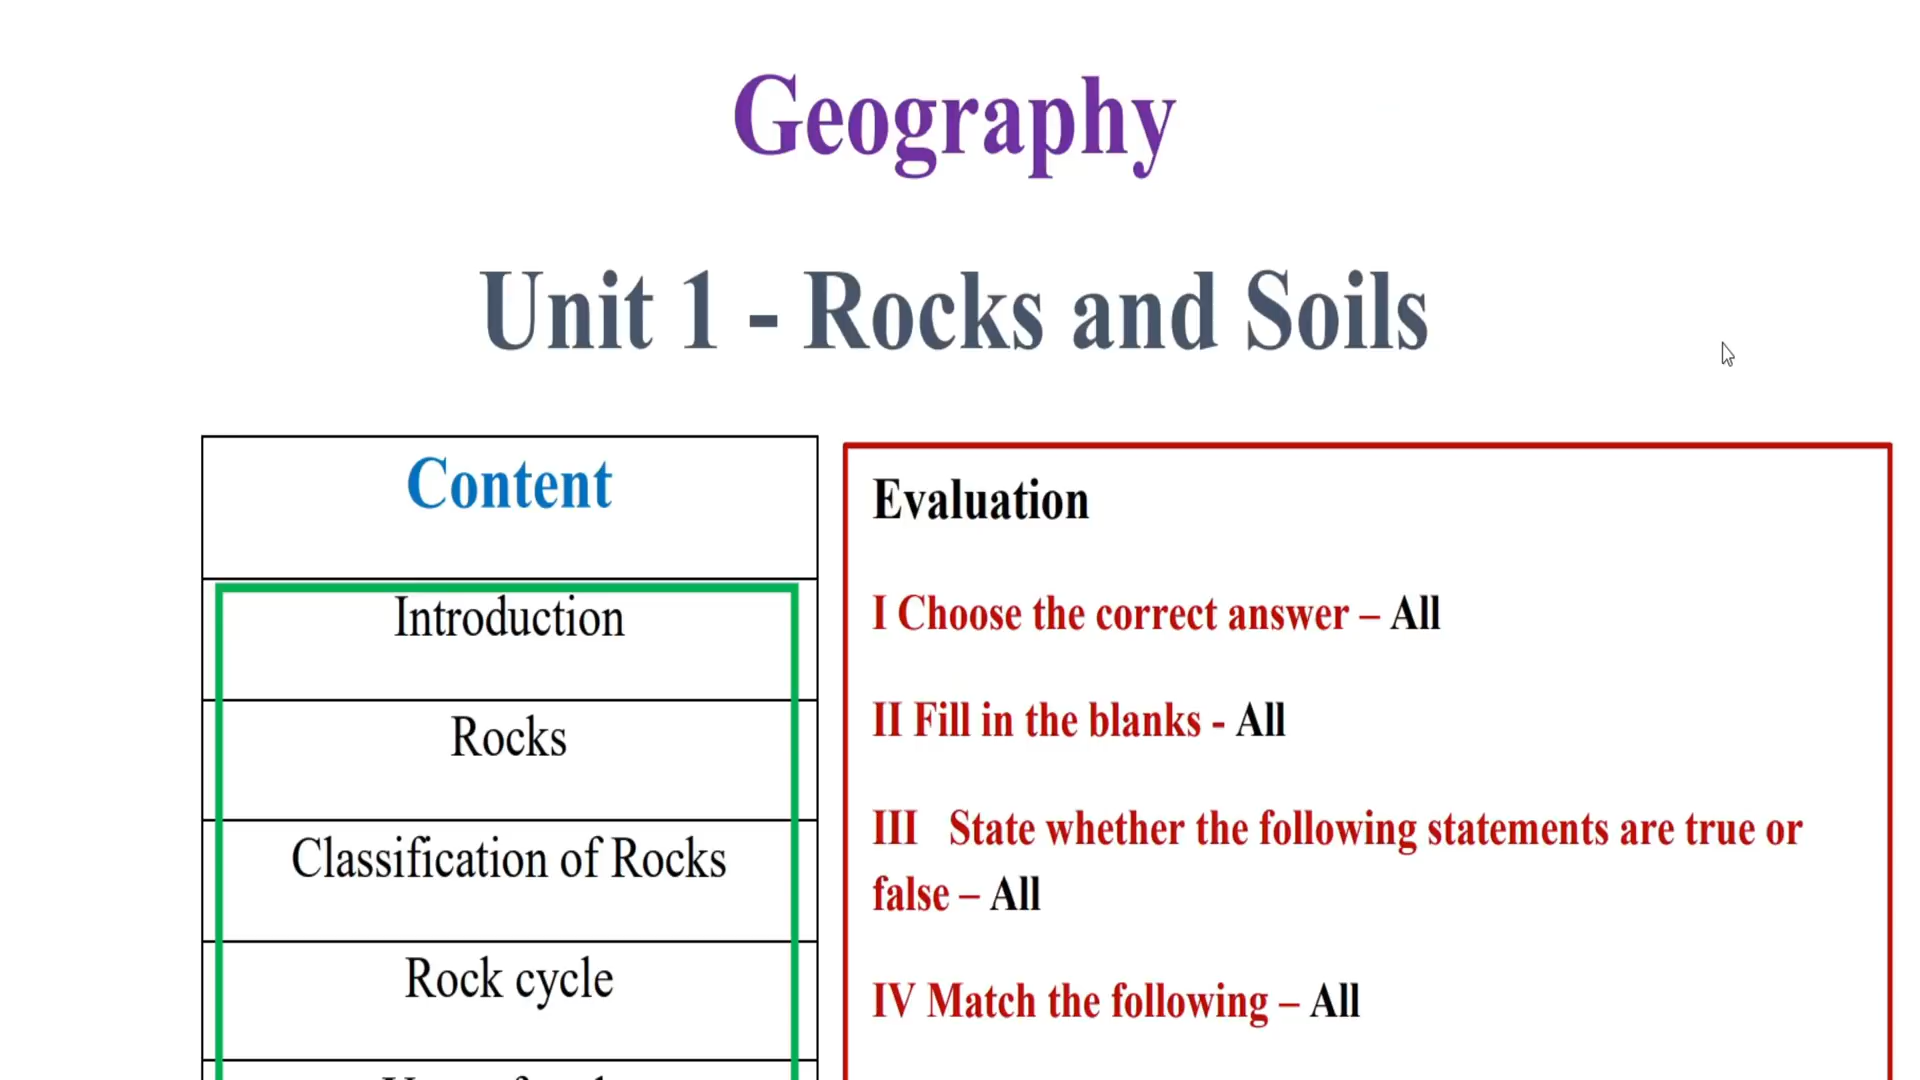 Geography
Unit 1 - Rocks and Soils
Content
Introduction
Rocks
Classification of Rocks
Rock cycle
Evaluation
I Choose the correct answer – All
II Fill in the blanks - All
III State whether the following statements are true or
false – All
IV Match the following – All